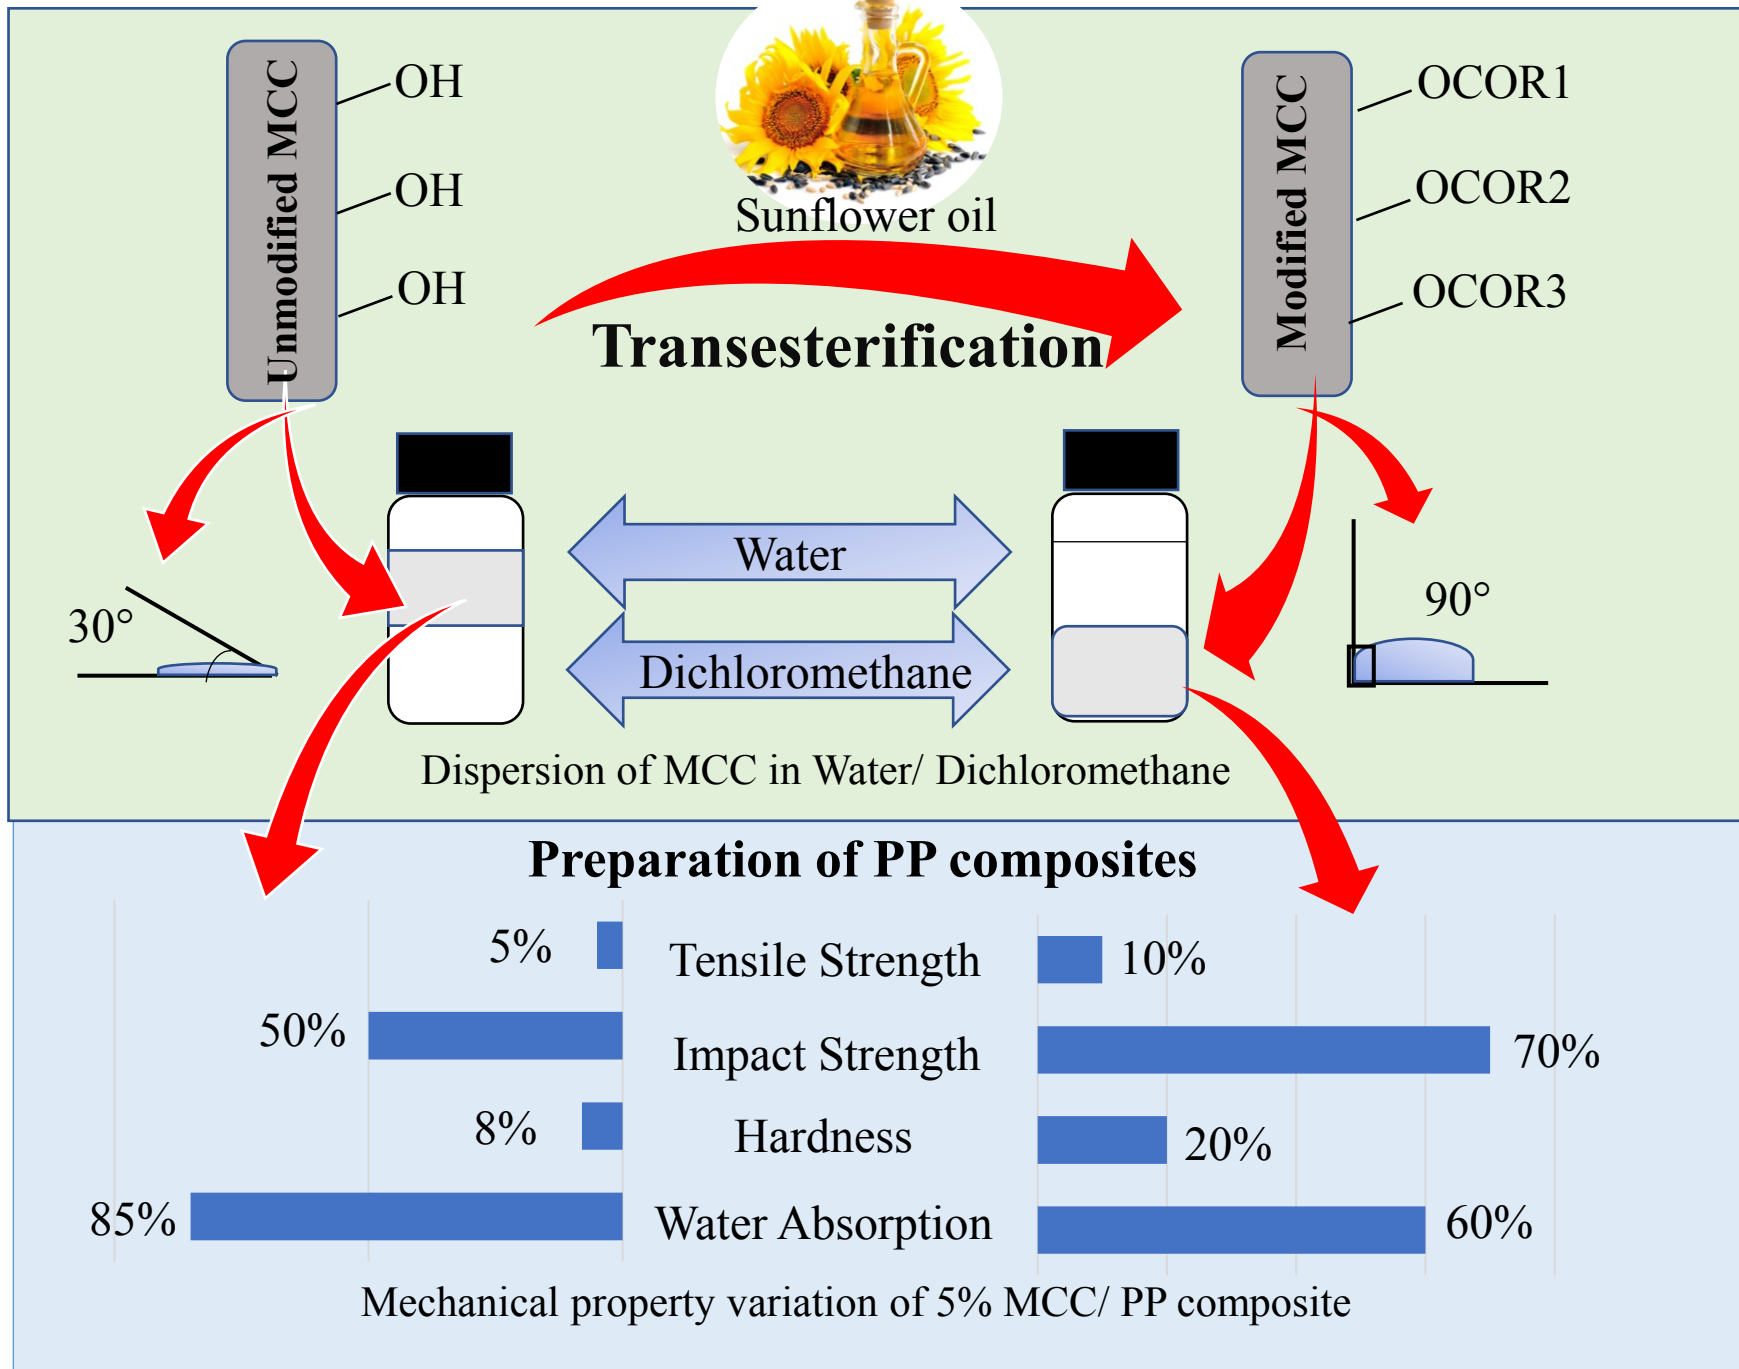 Unmodified MCC
OH
OH
OH
Sunflower oil
Transesterification
Modified MCC
OCOR1
OCOR2
OCOR3
30°
Water
Dichloromethane
90°
Dispersion of MCC in Water/ Dichloromethane
Preparation of PP composites
5% Tensile Strength 10%
50% Impact Strength 70%
8% Hardness 20%
85% Water Absorption 60%
Mechanical property variation of 5% MCC/ PP composite